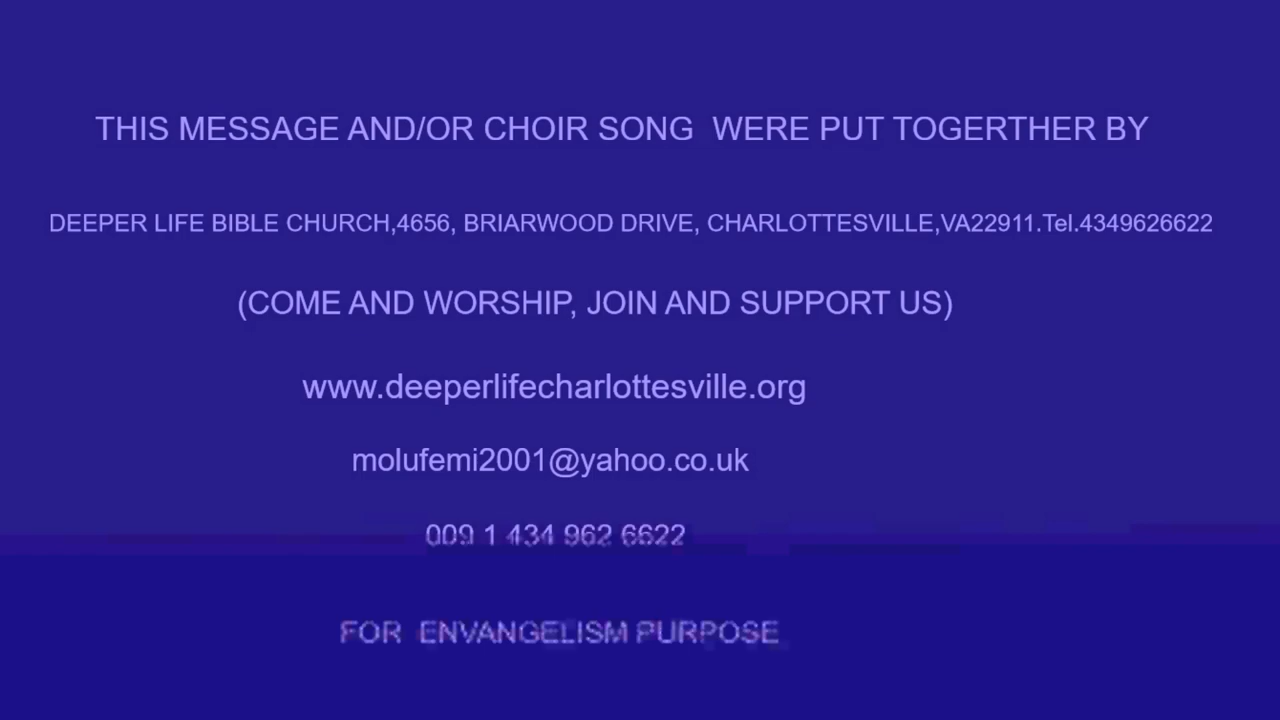 THIS MESSAGE AND/OR CHOIR SONG  WERE PUT TOGERTHER BY
DEEPER LIFE BIBLE CHURCH,4656, BRIARWOOD DRIVE, CHARLOTTESVILLE,VA22911.Tel.4349626622
(COME AND WORSHIP, JOIN AND SUPPORT US)
www.deeperlifecharlottesville.org
molufemi2001@yahoo.co.uk
009 1 434 962 6622
FOR  ENVANGELISM PURPOSE